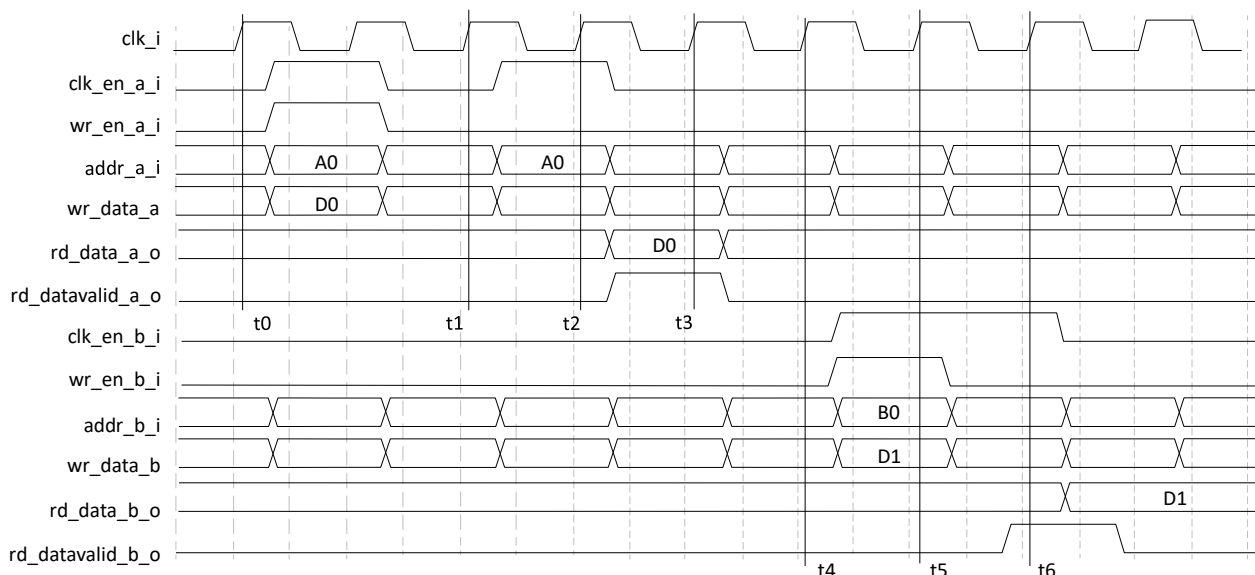 clk_i
clk_en_a_i
wr_en_a_i
addr_a_i A0 A0
wr_data_a D0
rd_data_a_o D0
rd_datavalid_a_o
t0 t1 t2 t3
clk_en_b_i
wr_en_b_i
addr_b_i B0
wr_data_b D1
rd_data_b_o D1
rd_datavalid_b_o
t4 t5 t6